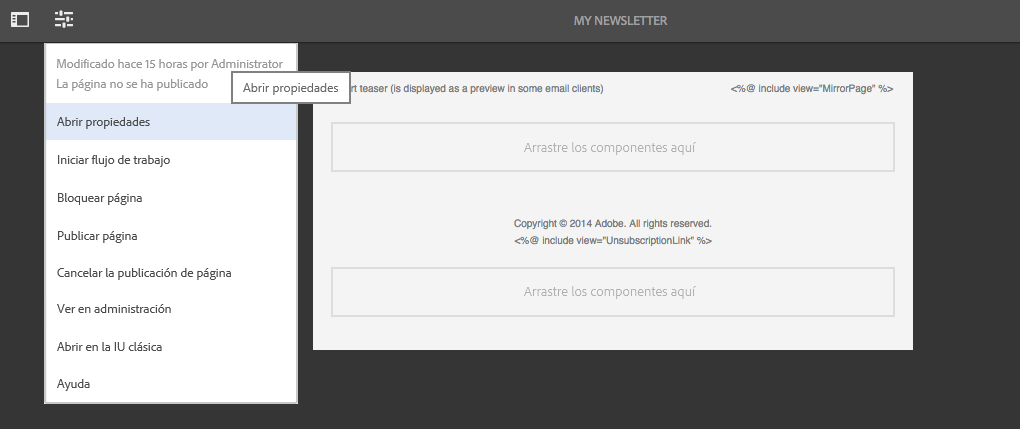 MY NEWSLETTER
Modificado hace 15 horas por Administrator
La página no se ha publicado
Abrir propiedades
Abrir propiedades
Iniciar flujo de trabajo
Bloquear página
Publicar página
Cancelar la publicación de página
Ver en administración
Abrir en la IU clásica
Ayuda
teaser (is displayed as a preview in some email clients)
<%@ include view="MirrorPage" %>
Arrastre los componentes aquí
Copyright © 2014 Adobe. All rights reserved.
<%@ include view="UnsubscriptionLink" %>
Arrastre los componentes aquí